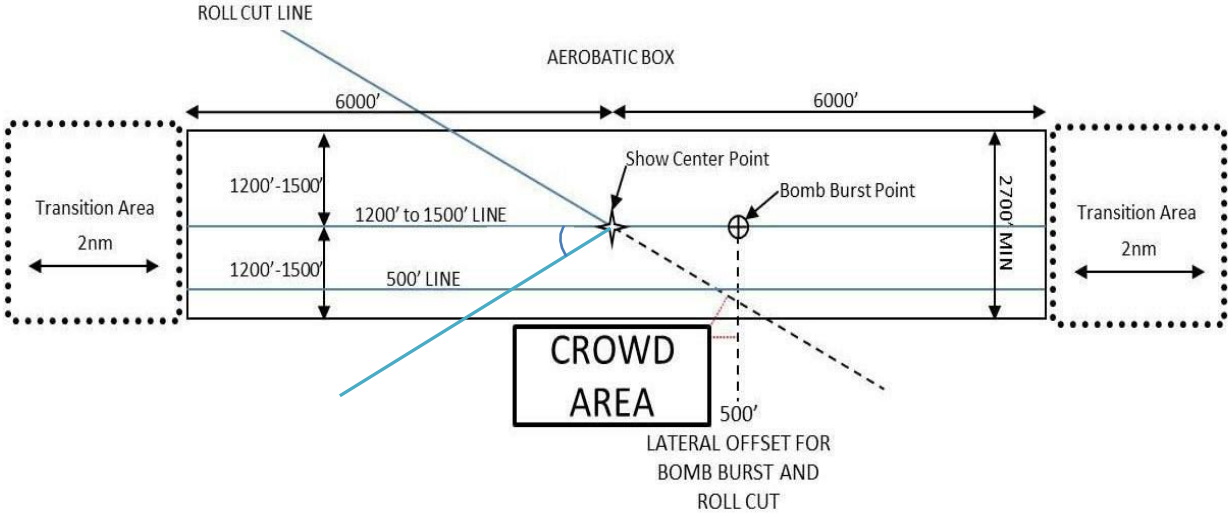 ROLL CUT LINE
AEROBATIC BOX
6000’
6000’
Show Center Point
1200’-1500’
Bomb Burst Point
2700’ MIN
Transition Area
2nm
1200’ to 1500’ LINE
Transition Area
2nm
1200’-1500’
500’ LINE
CROWD
AREA
500’
LATERAL OFFSET FOR
BOMB BURST AND
ROLL CUT